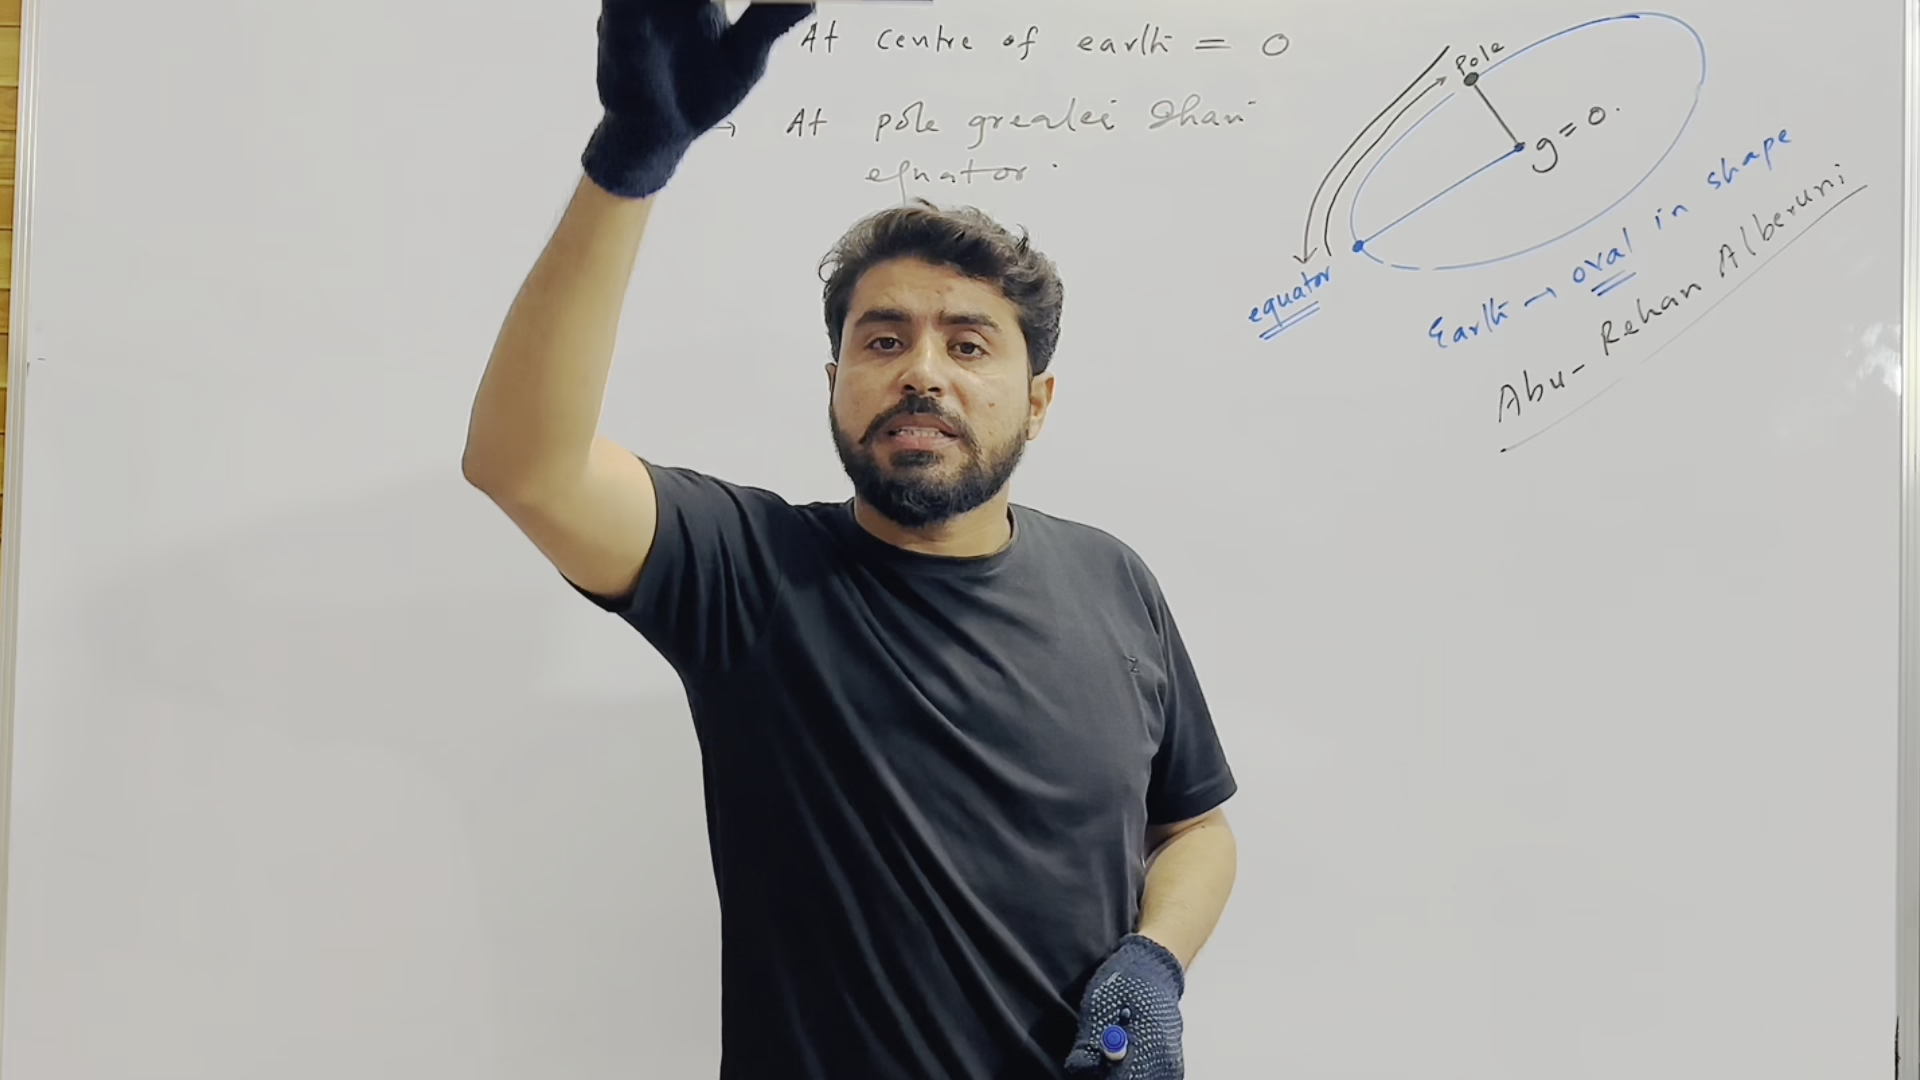 At centre of earth = 0
→ At pole greater than
equator.
Pole
g = 0.
equator
Earth → oval in shape
Abu-Rehan Alberuni
Z